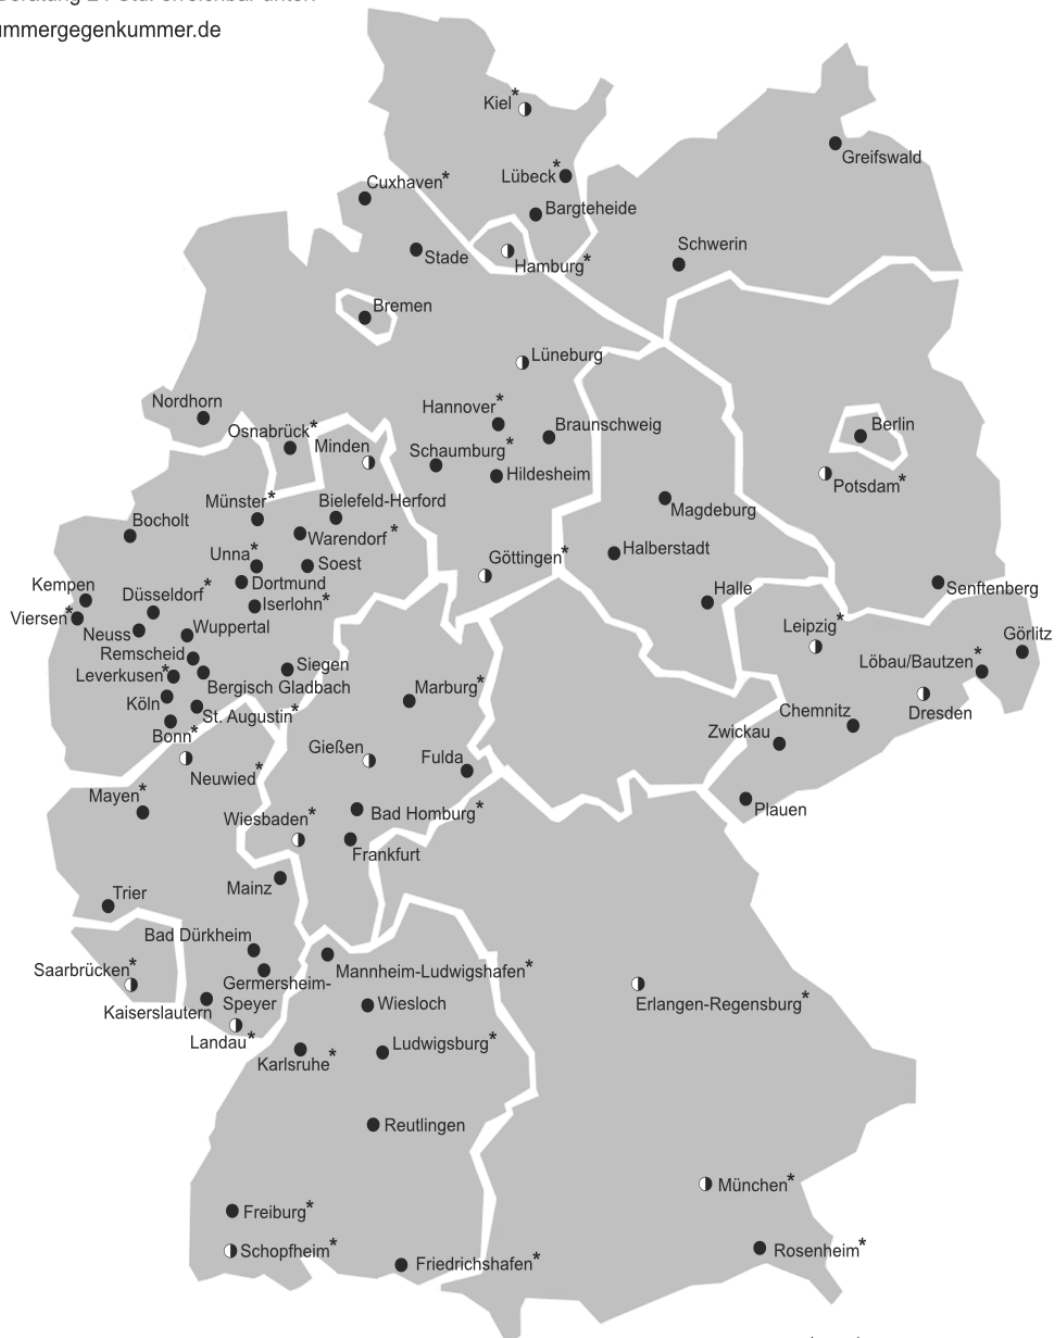 ummergegenkummer.de
Kiel*
Greifswald
Lübeck*
Cuxhaven*
Bargteheide
Schwerin
Stade
Hamburg*
Bremen
Lüneburg
Nordhorn
Hannover*
Osnabrück*
Braunschweig
Berlin
Minden
Schaumburg*
Hildesheim
Potsdam*
Münster*
Bielefeld-Herford
Magdeburg
Bocholt
Warendorf*
Unna*
Soest
Göttingen*
Halberstadt
Kempen
Düsseldorf*
Dortmund
Halle
Senftenberg
Iserlohn*
Viersen*
Neuss
Wuppertal
Leipzig*
Görlitz
Remscheid
Siegen
Löbau/Bautzen*
Leverkusen*
Bergisch Gladbach
Marburg*
Köln
St. Augustin*
Chemnitz
Dresden
Bonn*
Zwickau
Gießen
Fulda
Neuwied*
Mayen*
Plauen
Wiesbaden*
Bad Homburg*
Frankfurt
Mainz
Trier
Bad Dürkheim
Saarbrücken*
Mannheim-Ludwigshafen*
Germersheim-
Speyer
Kaiserslautern
Wiesloch
Erlangen-Regensburg*
Landau*
Ludwigsburg*
Karlsruhe*
Reutlingen
München*
Freiburg*
Schopfheim*
Rosenheim*
Friedrichshafen*